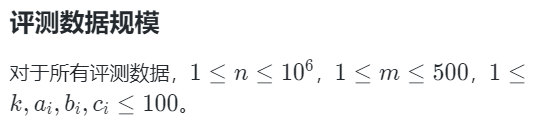 评测数据规模
对于所有评测数据，1 ≤ n ≤ 10⁶，1 ≤ m ≤ 500，1 ≤
k, aᵢ, bᵢ, cᵢ ≤ 100。